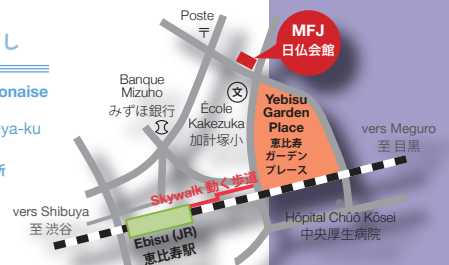 し
onaise
ya-ku
所
Poste
〒
MFJ
日仏会館
Banque
Mizuho
みずほ銀行
文
École
Kakezuka
加計塚小
Yebisu
Garden
Place
恵比寿
ガーデン
プレース
vers Meguro
至 目黒
Skywalk 動く歩道
vers Shibuya
至 渋谷
Ebisu (JR)
恵比寿駅
Hôpital Chûô Kôsei
中央厚生病院